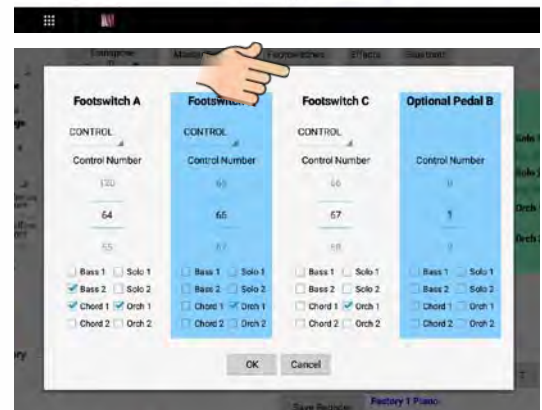 Effects
Footswitch A
Footswitch C
Optional Pedal B
CONTROL
CONTROL
CONTROL
Control Number
Control Number
Control Number
Control Number
64
66
67
1
65
67
68
Bass 1 Solo 1
Bass 1 Solo 1
Bass 1 Solo 1
Bass 1 Solo 1
Bass 2 Solo 2
Bass 2 Solo 2
Bass 2 Solo 2
Bass 2 Solo 2
Chord 1 Orch 1
Chord 1 Orch 1
Chord 1 Orch 1
Chord 1 Orch 1
Chord 2 Orch 2
Chord 2 Orch 2
Chord 2 Orch 2
Chord 2 Orch 2
OK Cancel
Factory 1 Piano